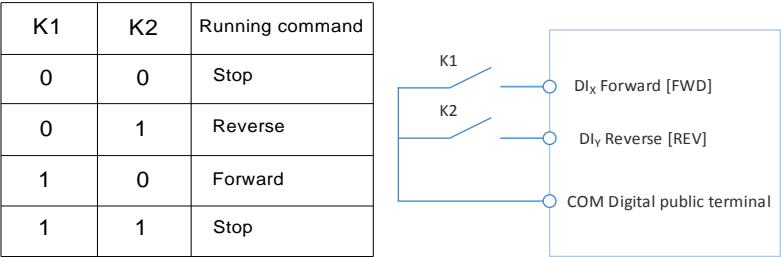 K1 K2 Running command
0 0 Stop
0 1 Reverse
1 0 Forward
1 1 Stop
K1
DIX Forward [FWD]
K2
DIY Reverse [REV]
COM Digital public terminal